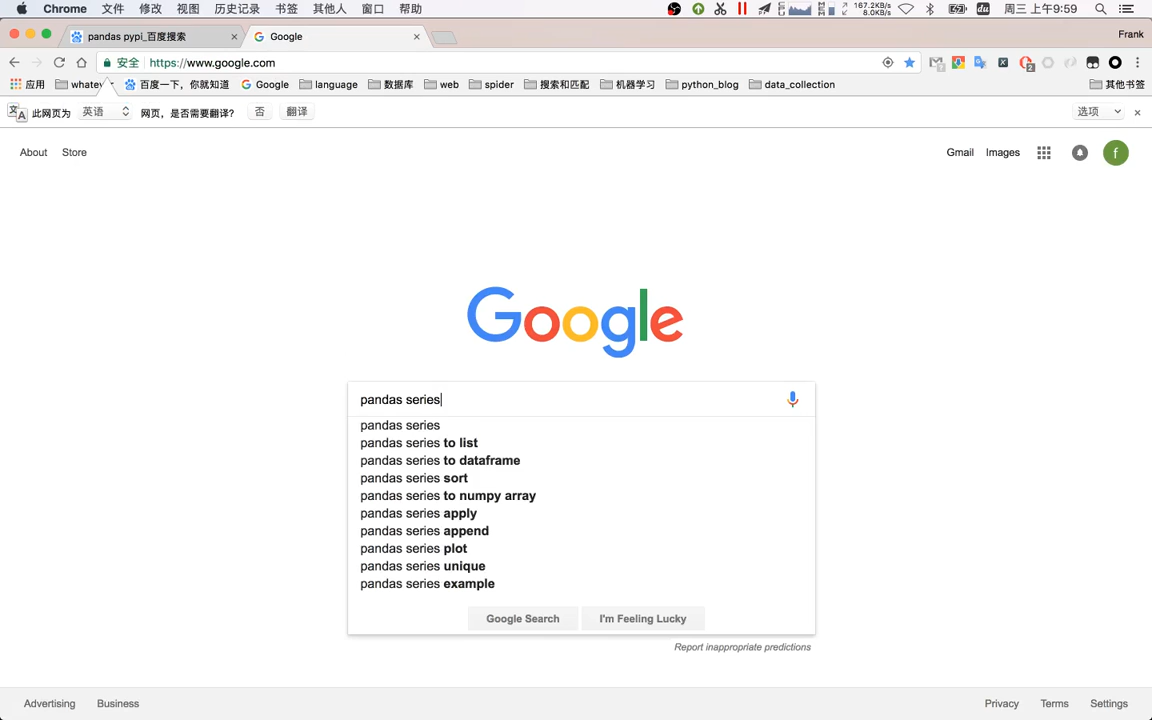 Chrome 文件 修改 视图 历史记录 书签 其他人 窗口 帮助 167.2KB/s 8.0KB/s 周三 上午9:59
pandas pypi_百度搜索 Google Frank
安全 https://www.google.com
应用 百度一下，你就知道 Google language 数据库 web spider 搜索和匹配 机器学习 python_blog data_collection 其他书签
此网页为 英语 网页，是否需要翻译? 否 翻译 选项
About Store Gmail Images f
Google
pandas series
pandas series
pandas series to list
pandas series to dataframe
pandas series sort
pandas series to numpy array
pandas series apply
pandas series append
pandas series plot
pandas series unique
pandas series example
Google Search I'm Feeling Lucky
Report inappropriate predictions
Advertising Business Privacy Terms Settings